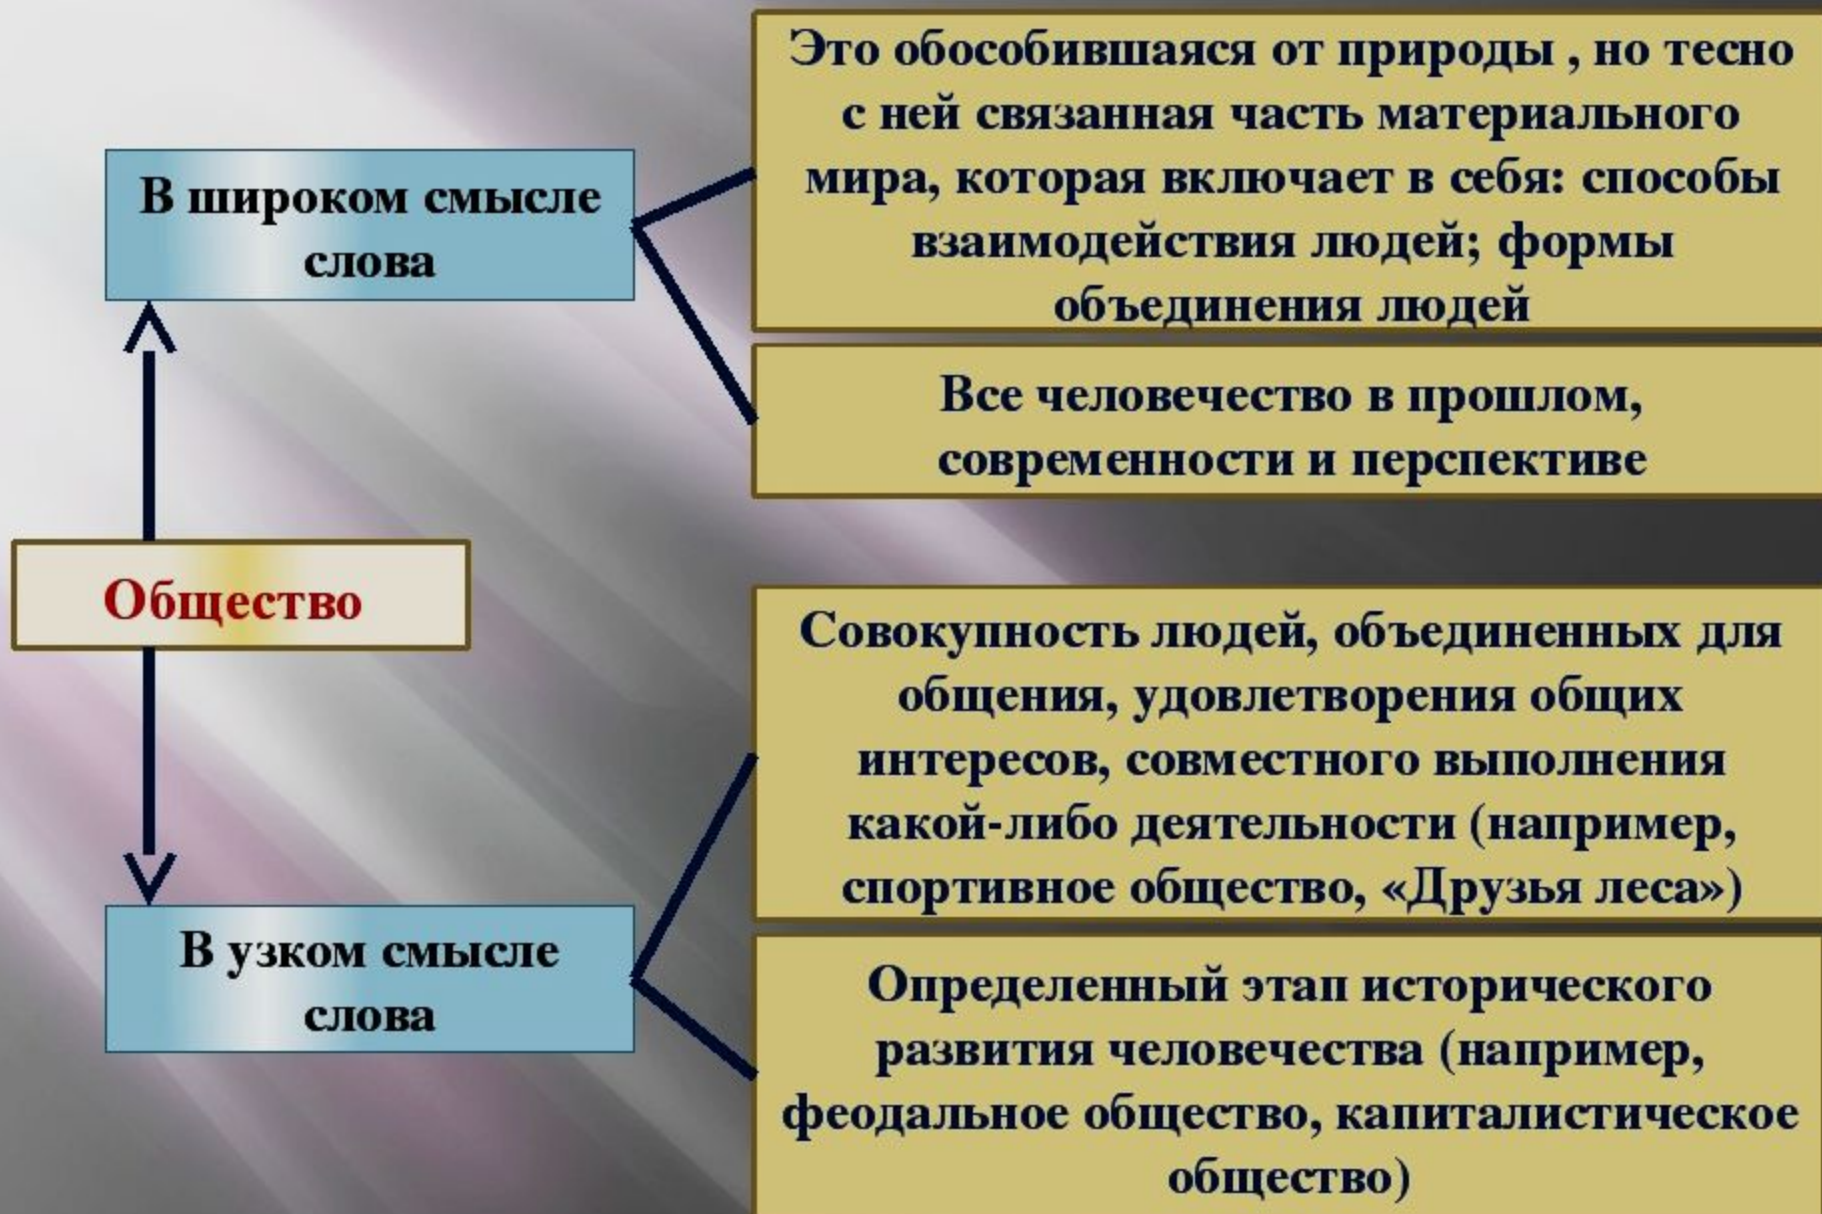 В широком смысле
слова
Это обособившаяся от природы , но тесно
с ней связанная часть материального
мира, которая включает в себя: способы
взаимодействия людей; формы
объединения людей
Все человечество в прошлом,
современности и перспективе
Общество
В узком смысле
слова
Совокупность людей, объединенных для
общения, удовлетворения общих
интересов, совместного выполнения
какой-либо деятельности (например,
спортивное общество, «Друзья леса»)
Определенный этап исторического
развития человечества (например,
феодальное общество, капиталистическое
общество)